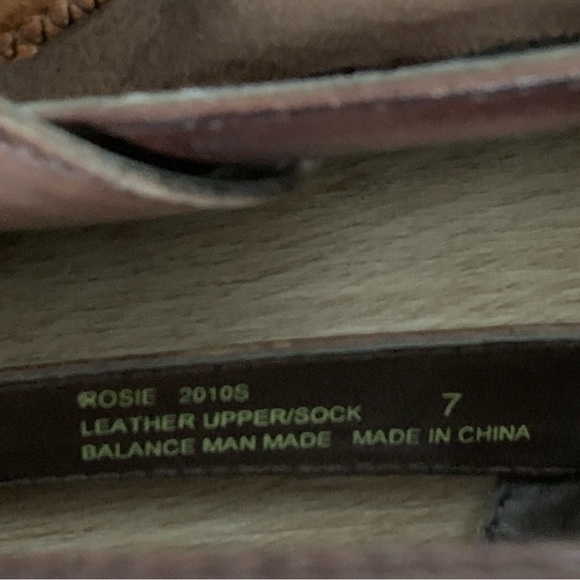 ROSIE 2010S
LEATHER UPPER/SOCK 7
BALANCE MAN MADE MADE IN CHINA